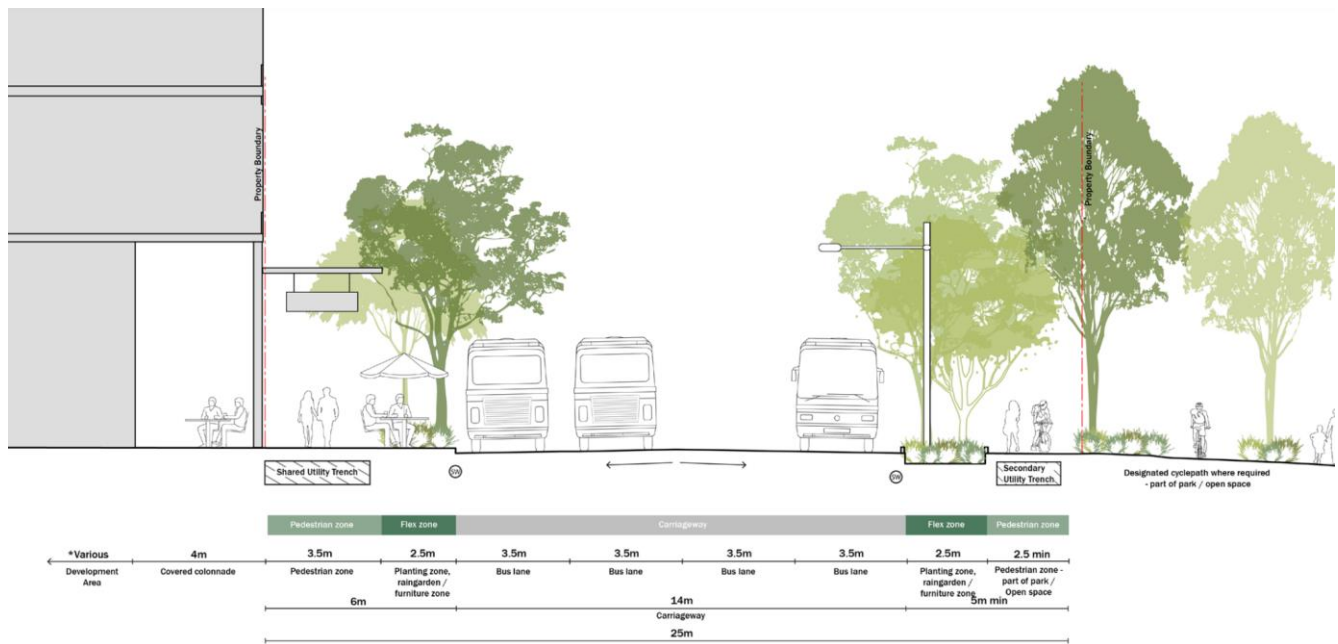 Property Boundary
Property Boundary
Shared Utility Trench
SW
SW
Secondary
Utility Trench
Designated cyclepath where required
- part of park / open space
Pedestrian zone
Flex zone
Carriageway
Flex zone
Pedestrian zone
*Various
4m
3.5m
2.5m
3.5m
3.5m
3.5m
3.5m
2.5m
2.5 min
Development
Area
Covered colonnade
Pedestrian zone
Planting zone,
raingarden /
furniture zone
Bus lane
Bus lane
Bus lane
Bus lane
Planting zone,
raingarden /
furniture zone
Pedestrian zone -
part of park /
Open space
6m
14m
5m min
Carriageway
25m